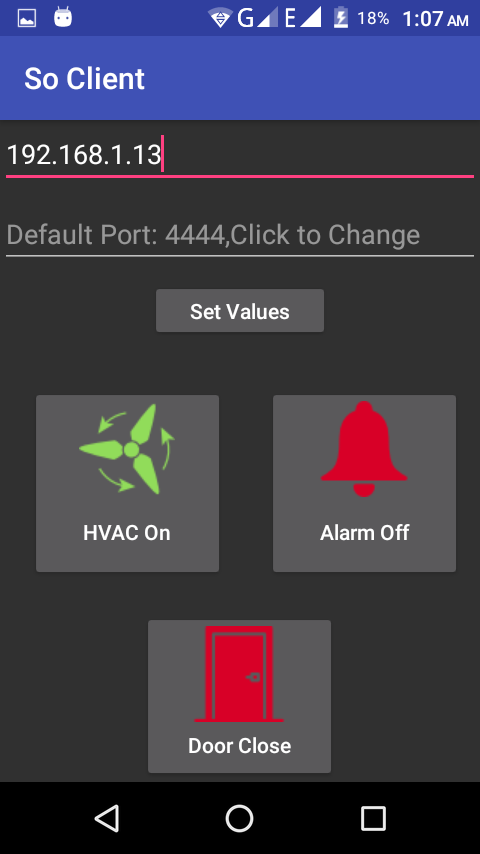 G E 18% 1:07 AM
So Client
192.168.1.13
Default Port: 4444,Click to Change
Set Values
HVAC On
Alarm Off
Door Close